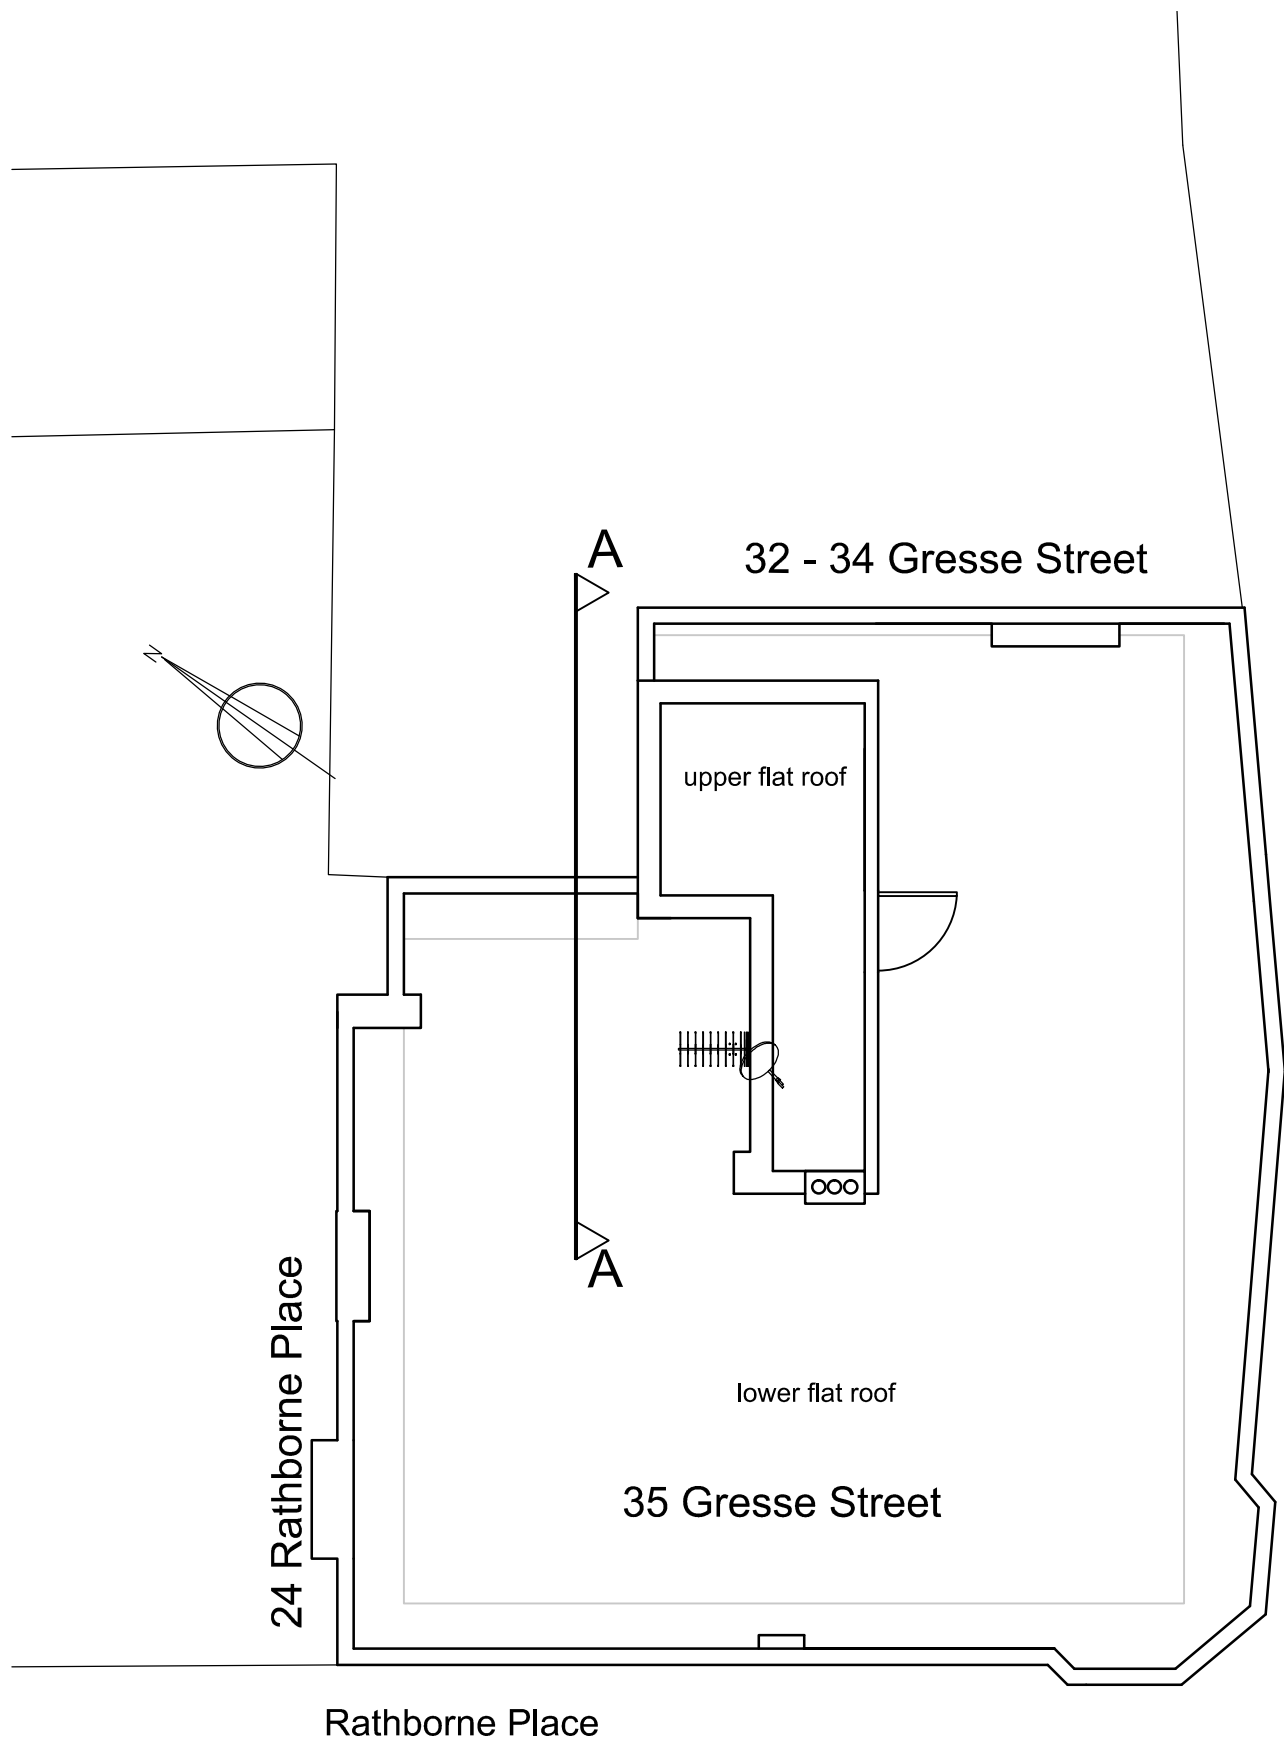 A
32 - 34 Gresse Street
N
upper flat roof
A
24 Rathborne Place
lower flat roof
35 Gresse Street
Rathborne Place